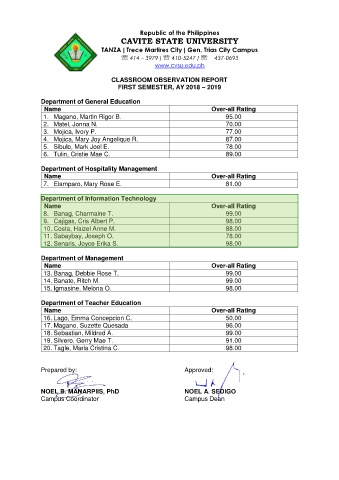 Republic of the Philippines
CAVITE STATE UNIVERSITY
TANZA | Trece Martires City | Gen. Trias City Campus
☏ 414 – 3979 | ☏ 410-5247 | ☏ 437-0693
www.cvsu.edu.ph
CLASSROOM OBSERVATION REPORT
FIRST SEMESTER, AY 2018 – 2019
Department of General Education
Name Over-all Rating
1. Magano, Martin Rigor B. 95.00
2. Matel, Jonna N. 70.00
3. Mojica, Ivory P. 77.00
4. Mojica, Mary Joy Angelique R. 87.00
5. Sibulo, Mark Joel E. 78.00
6. Tulin, Cristie Mae C. 89.00
Department of Hospitality Management
Name Over-all Rating
7. Elamparo, Mary Rose E. 81.00
Department of Information Technology
Name Over-all Rating
8. Banag, Charmaine T. 99.00
9. Cajigas, Cris Albert P. 98.00
10. Costa, Haizel Anne M. 88.00
11. Sabaybay, Joseph O. 78.00
12. Senaris, Joyce Erika S. 98.00
Department of Management
Name Over-all Rating
13. Banag, Debbie Rose T. 99.00
14. Banate, Ritch M. 99.00
15. Igmasine, Melona O. 98.00
Department of Teacher Education
Name Over-all Rating
16. Lago, Emma Concepcion C. 50.00
17. Magano, Suzette Quesada 96.00
18. Sebastian, Mildred A. 99.00
19. Silvero, Gerry Mae T. 91.00
20. Tagle, Maria Cristina C. 98.00
Prepared by: Approved:
NOEL B. MANARPIIS, PhD NOEL A. SEDIGO
Campus Coordinator Campus Dean